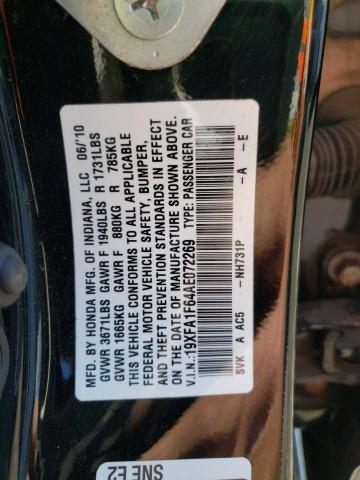 MFD. BY HONDA MFG. OF INDIANA, LLC 06/'10
GVWR 3671LBS GAWR F 1940LBS R 1731LBS
GVWR 1665KG GAWR F 880KG R 785KG
THIS VEHICLE CONFORMS TO ALL APPLICABLE
FEDERAL MOTOR VEHICLE SAFETY, BUMPER,
AND THEFT PREVENTION STANDARDS IN EFFECT
ON THE DATE OF MANUFACTURE SHOWN ABOVE.
V.I.N.: 19XFA1F64AE072269 TYPE: PASSENGER CAR
SVK A AC5 -NH731P -A -E
SNE E2